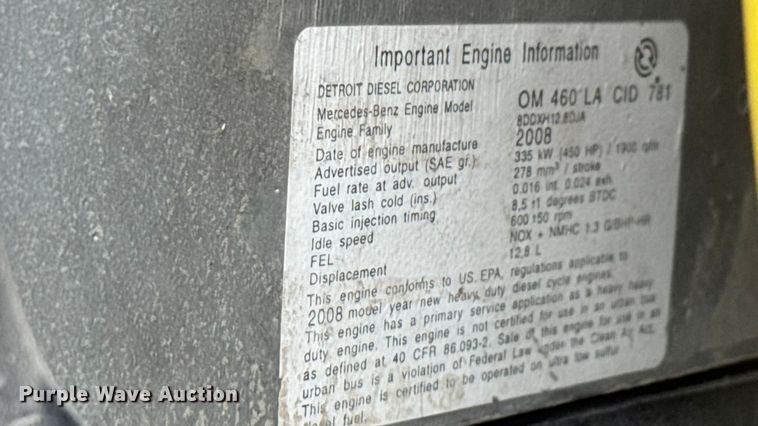 Important Engine Information
DETROIT DIESEL CORPORATION
Mercedes-Benz Engine Model OM 460 LA CID 781
Engine Family 8DDXH12.8DJA
Date of engine manufacture 2008
Advertised output (SAE gr.) 335 kW (450 HP) / 1900 rpm
Fuel rate at adv. output 278 mm³ / stroke
Valve lash cold (ins.) 0.016 int. 0.024 exh.
Basic injection timing 8,5 ±1 degrees BTDC
Idle speed 600 ±50 rpm
FEL NOX + NMHC 1.3 G/BHP-HR
Displacement 12,8 L
This engine conforms to US EPA, regulations applicable to
2008 model year new heavy duty diesel cycle engines.
This engine has a primary service application as a heavy heavy
duty engine. This engine is not certified for use in an urban bus
as defined at 40 CFR 86.093-2. Sale of this engine for use in an
urban bus is a violation of Federal Law under the Clean Air Act.
This engine is certified to be operated on ultra low sulfur
diesel fuel.
Purple Wave Auction